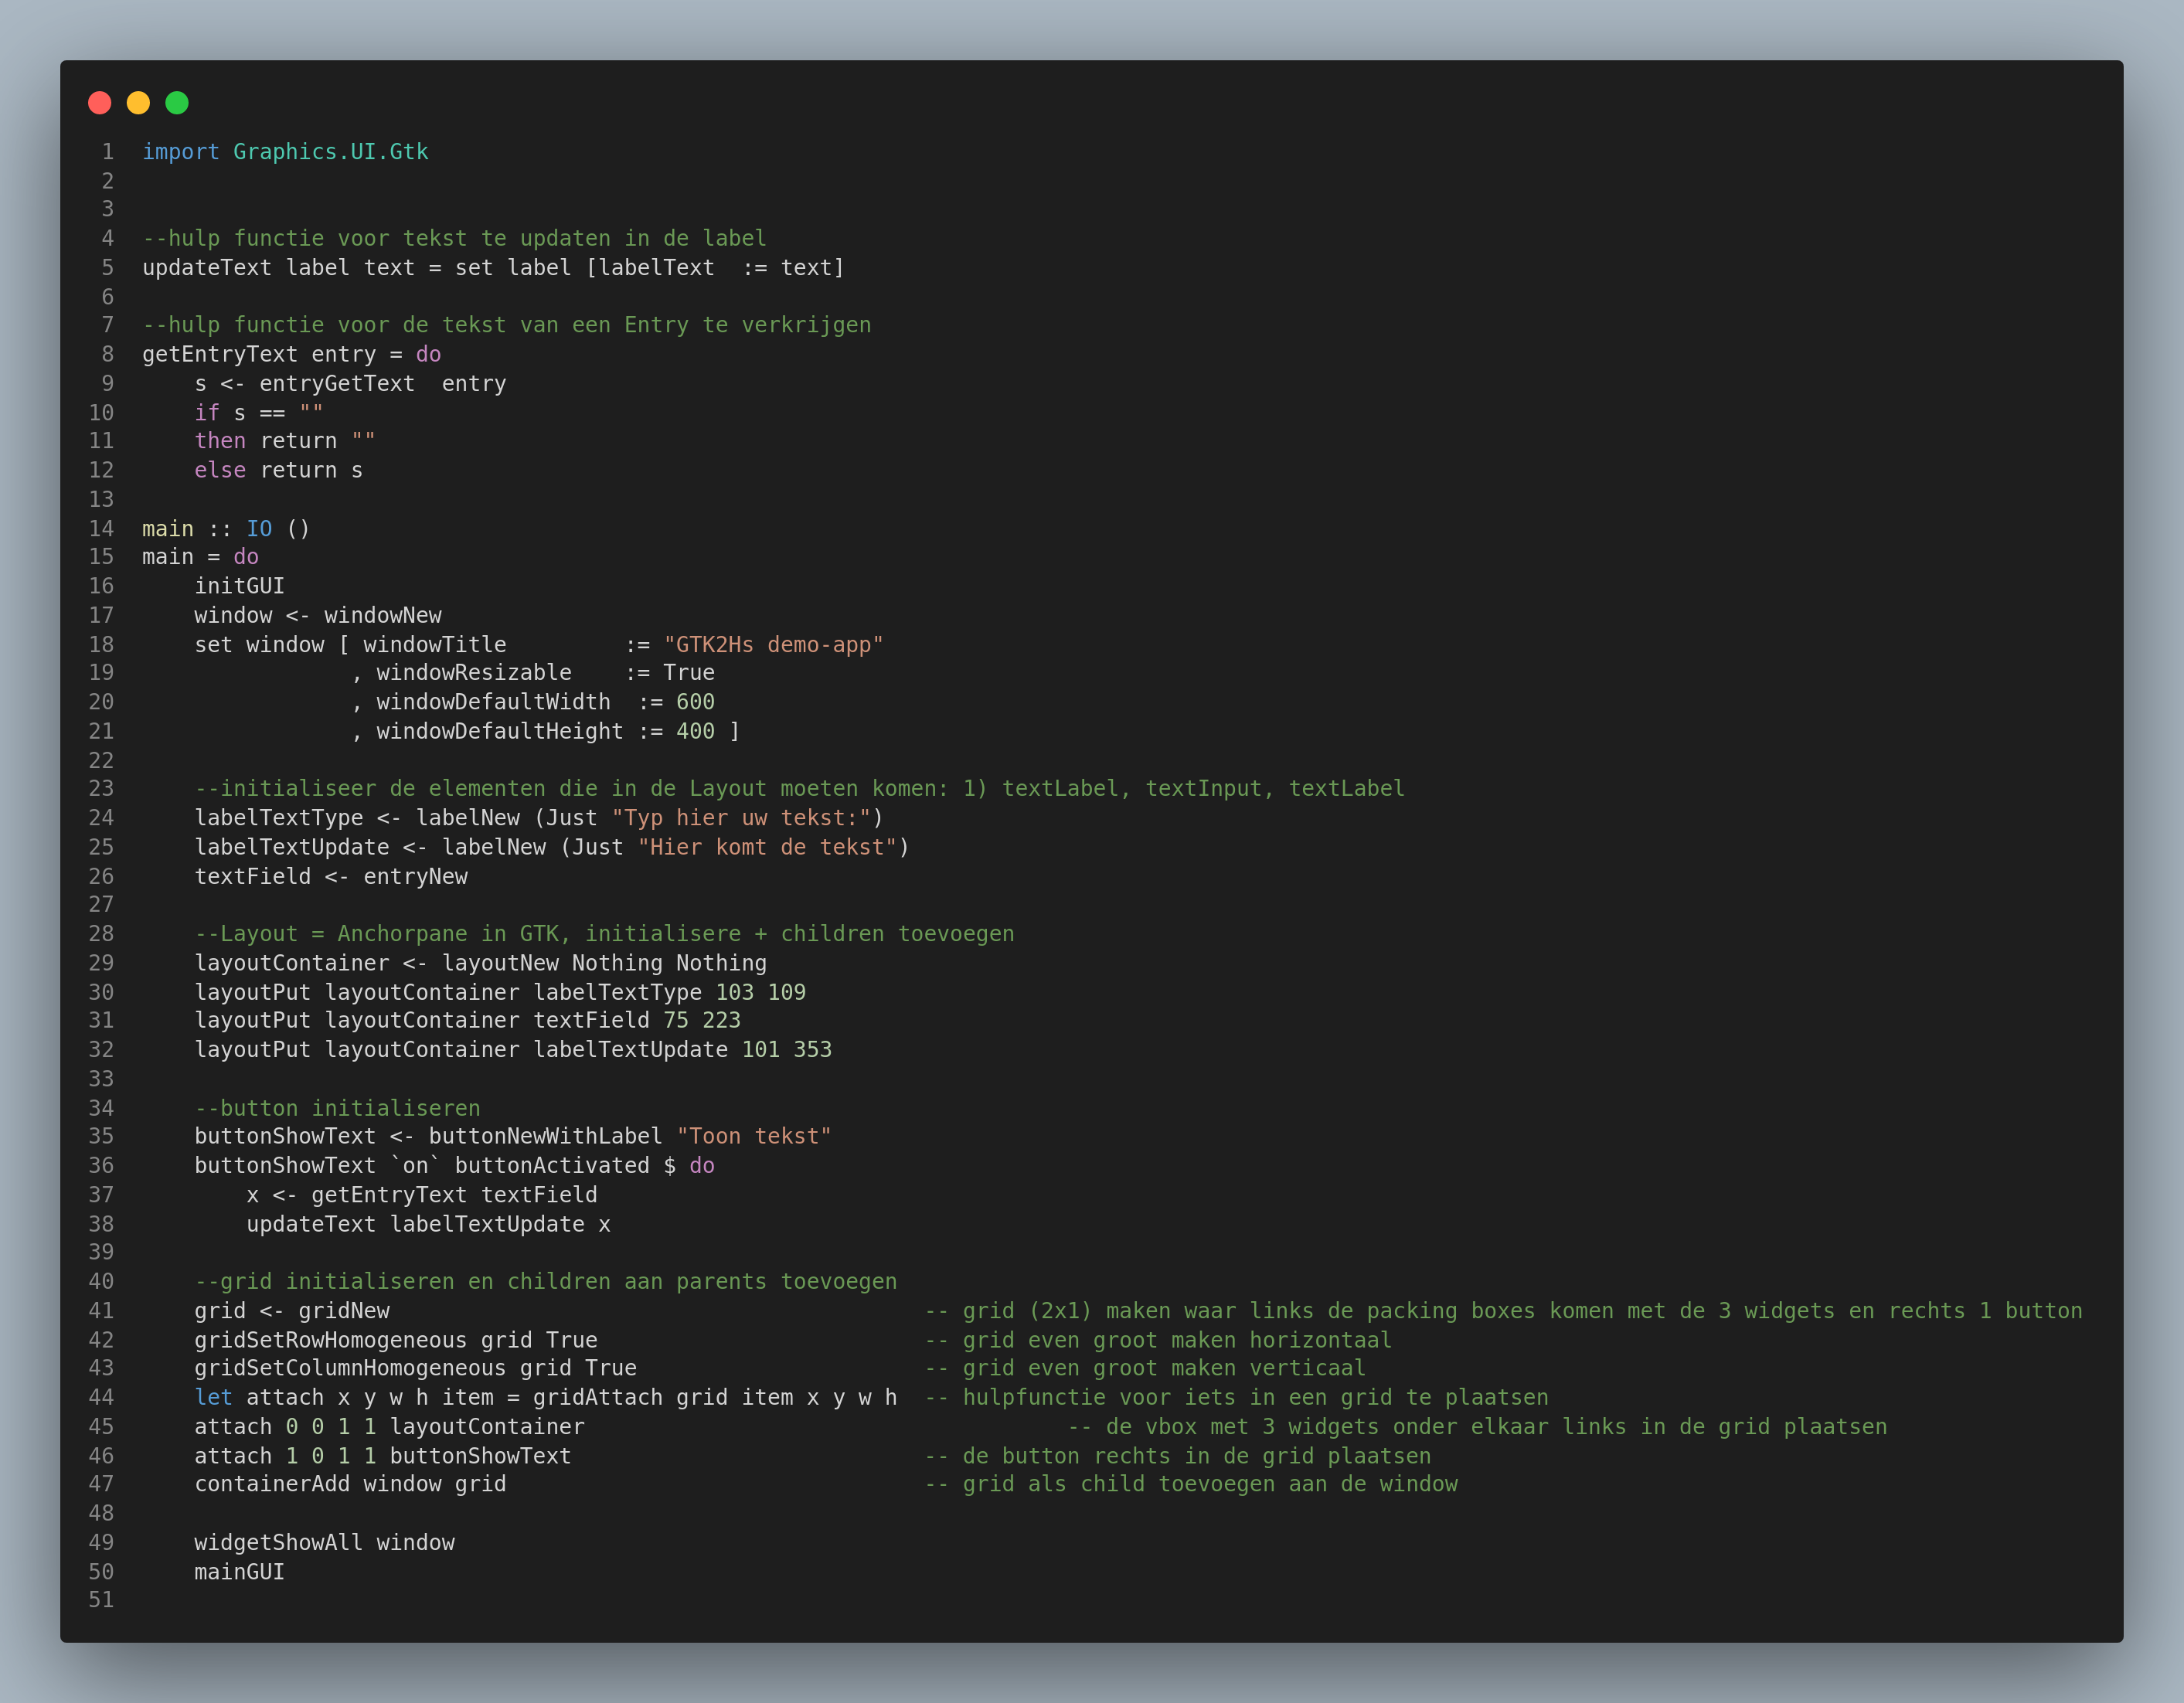 1 import Graphics.UI.Gtk
2
3
4 --hulp functie voor tekst te updaten in de label
5 updateText label text = set label [labelText  := text]
6
7 --hulp functie voor de tekst van een Entry te verkrijgen
8 getEntryText entry = do
9     s <- entryGetText  entry
10     if s == ""
11     then return ""
12     else return s
13
14 main :: IO ()
15 main = do
16     initGUI
17     window <- windowNew
18     set window [ windowTitle         := "GTK2Hs demo-app"
19                 , windowResizable    := True
20                 , windowDefaultWidth  := 600
21                 , windowDefaultHeight := 400 ]
22
23     --initialiseer de elementen die in de Layout moeten komen: 1) textLabel, textInput, textLabel
24     labelTextType <- labelNew (Just "Typ hier uw tekst:")
25     labelTextUpdate <- labelNew (Just "Hier komt de tekst")
26     textField <- entryNew
27
28     --Layout = Anchorpane in GTK, initialisere + children toevoegen
29     layoutContainer <- layoutNew Nothing Nothing
30     layoutPut layoutContainer labelTextType 103 109
31     layoutPut layoutContainer textField 75 223
32     layoutPut layoutContainer labelTextUpdate 101 353
33
34     --button initialiseren
35     buttonShowText <- buttonNewWithLabel "Toon tekst"
36     buttonShowText `on` buttonActivated $ do
37         x <- getEntryText textField
38         updateText labelTextUpdate x
39
40     --grid initialiseren en children aan parents toevoegen
41     grid <- gridNew                                         -- grid (2x1) maken waar links de packing boxes komen met de 3 widgets en rechts 1 button
42     gridSetRowHomogeneous grid True                         -- grid even groot maken horizontaal
43     gridSetColumnHomogeneous grid True                      -- grid even groot maken verticaal
44     let attach x y w h item = gridAttach grid item x y w h  -- hulpfunctie voor iets in een grid te plaatsen
45     attach 0 0 1 1 layoutContainer                                     -- de vbox met 3 widgets onder elkaar links in de grid plaatsen
46     attach 1 0 1 1 buttonShowText                           -- de button rechts in de grid plaatsen
47     containerAdd window grid                                -- grid als child toevoegen aan de window
48
49     widgetShowAll window
50     mainGUI
51